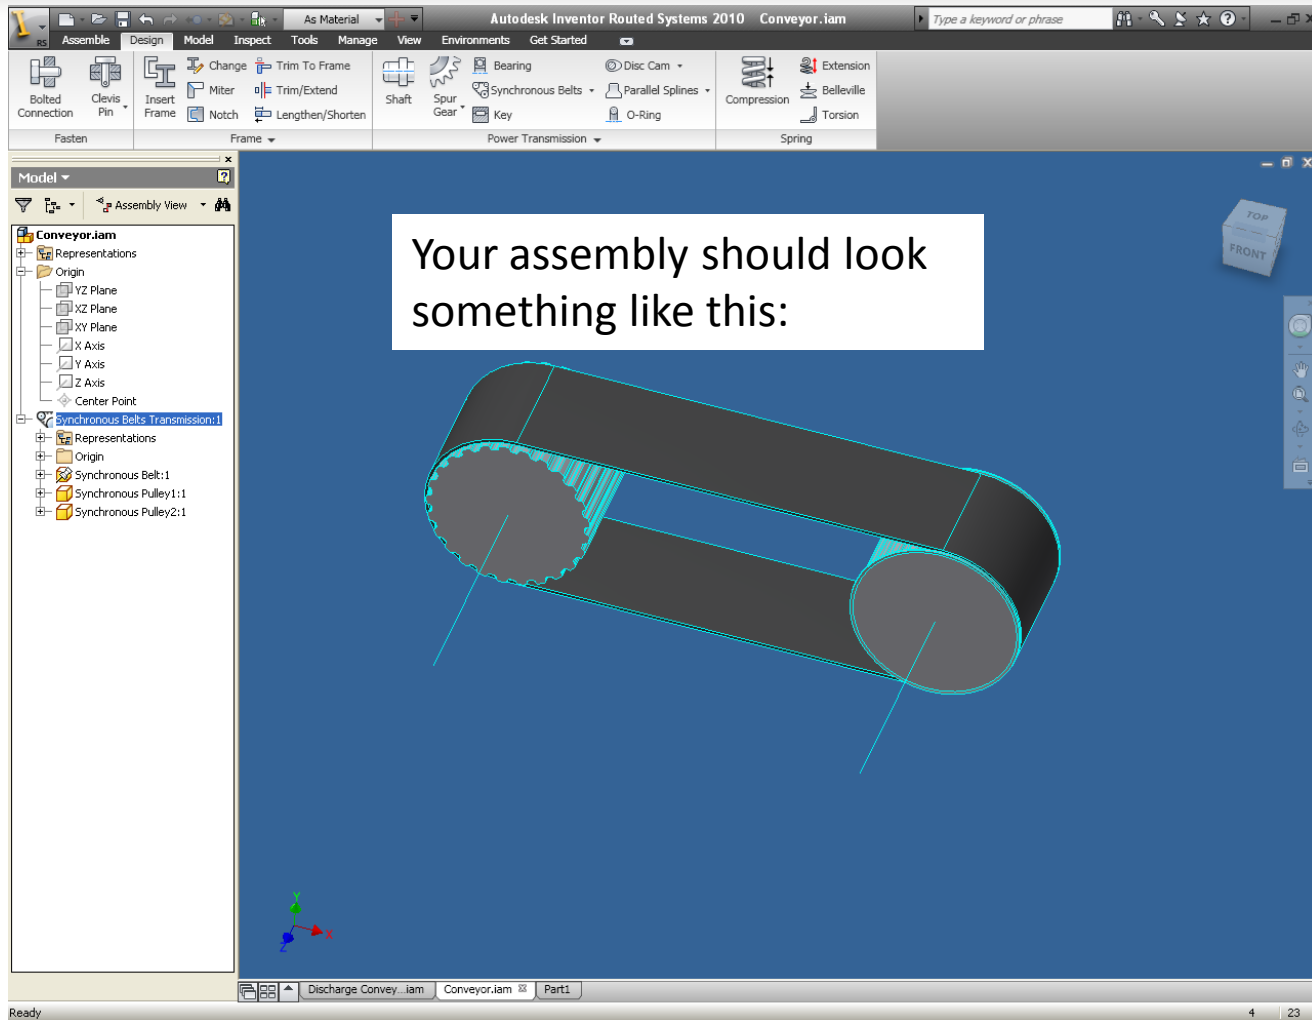 As Material
Autodesk Inventor Routed Systems 2010 Conveyor.iam
Type a keyword or phrase
RS Assemble Design Model Inspect Tools Manage View Environments Get Started
Bolted Connection
Clevis Pin
Insert Frame
Change
Miter
Notch
Trim To Frame
Trim/Extend
Lengthen/Shorten
Shaft
Spur Gear
Bearing
Synchronous Belts
Key
Disc Cam
Parallel Splines
O-Ring
Compression
Extension
Belleville
Torsion
Fasten
Frame
Power Transmission
Spring
Model
Assembly View
Conveyor.iam
Representations
Origin
YZ Plane
XZ Plane
XY Plane
X Axis
Y Axis
Z Axis
Center Point
Synchronous Belts Transmission:1
Representations
Origin
Synchronous Belt:1
Synchronous Pulley1:1
Synchronous Pulley2:1
Your assembly should look
something like this:
TOP
FRONT
Y
X
Z
Discharge Convey...iam
Conveyor.iam
Part1
Ready
4 23